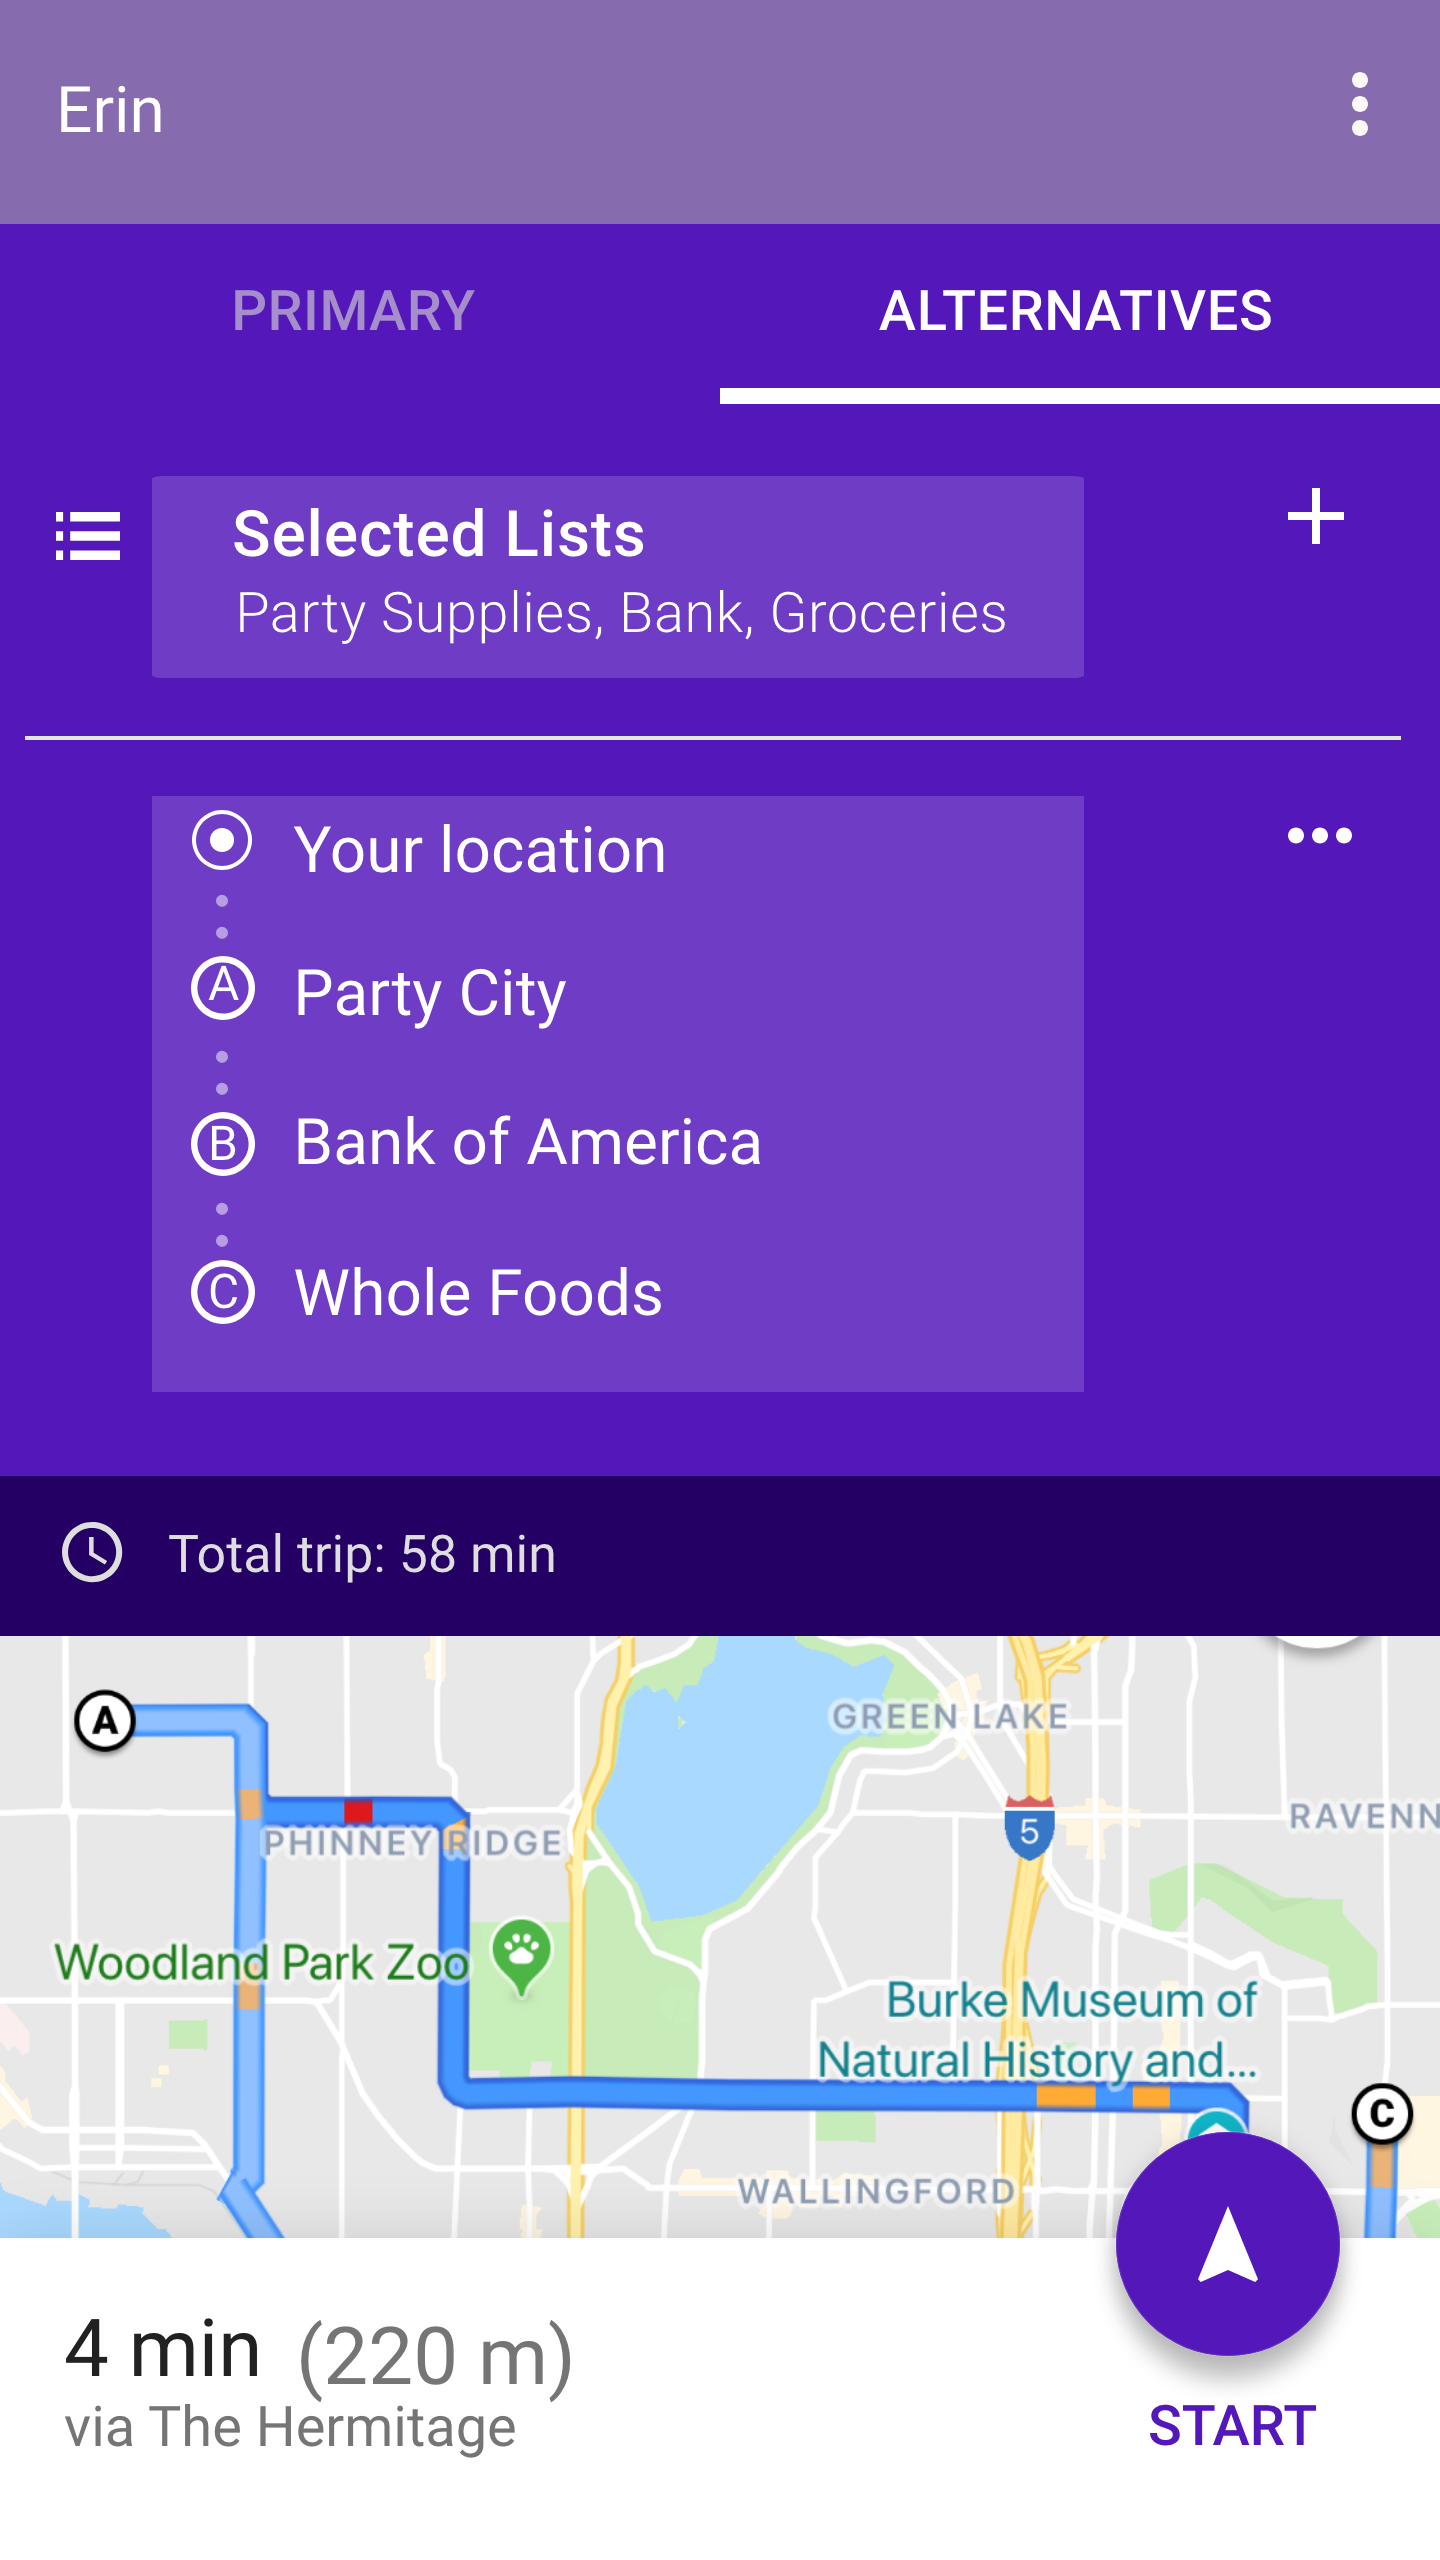 Erin
PRIMARY
ALTERNATIVES
Selected Lists
Party Supplies, Bank, Groceries
Your location
A Party City
B Bank of America
C Whole Foods
Total trip: 58 min
A
GREEN LAKE
5
RAVENN
PHINNEY RIDGE
Woodland Park Zoo
Burke Museum of
Natural History and...
C
WALLINGFORD
4 min (220 m)
via The Hermitage
START